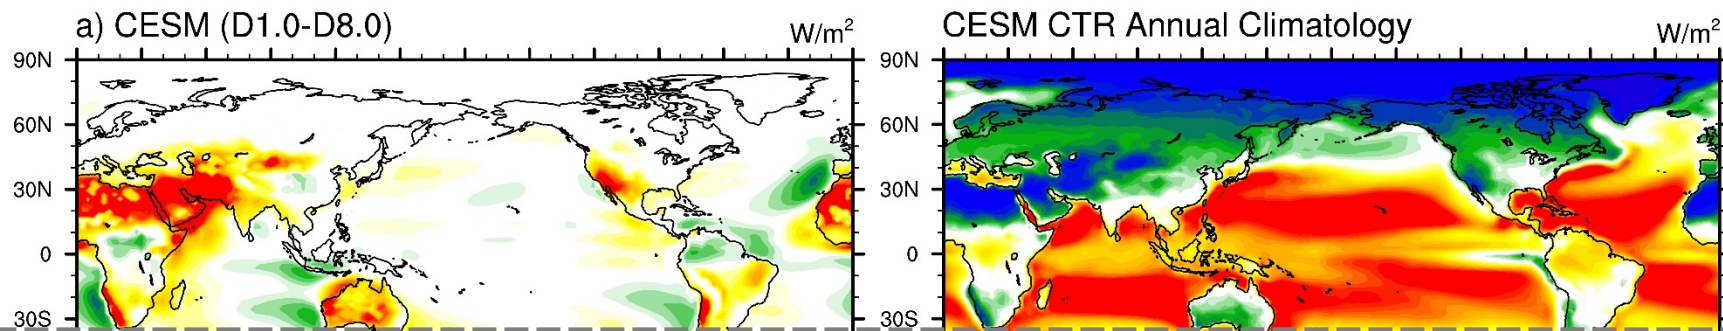 a) CESM (D1.0-D8.0) W/m²
CESM CTR Annual Climatology W/m²
90N
60N
30N
0
30S
90N
60N
30N
0
30S